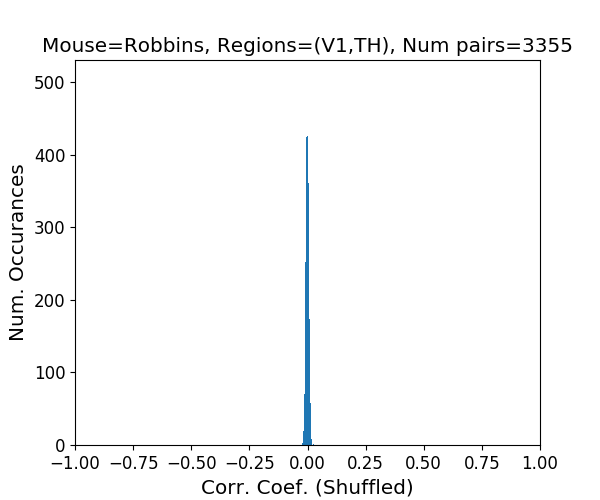 Mouse=Robbins, Regions=(V1,TH), Num pairs=3355
Num. Occurances
500
400
300
200
100
0
−1.00 −0.75 −0.50 −0.25 0.00 0.25 0.50 0.75 1.00
Corr. Coef. (Shuffled)